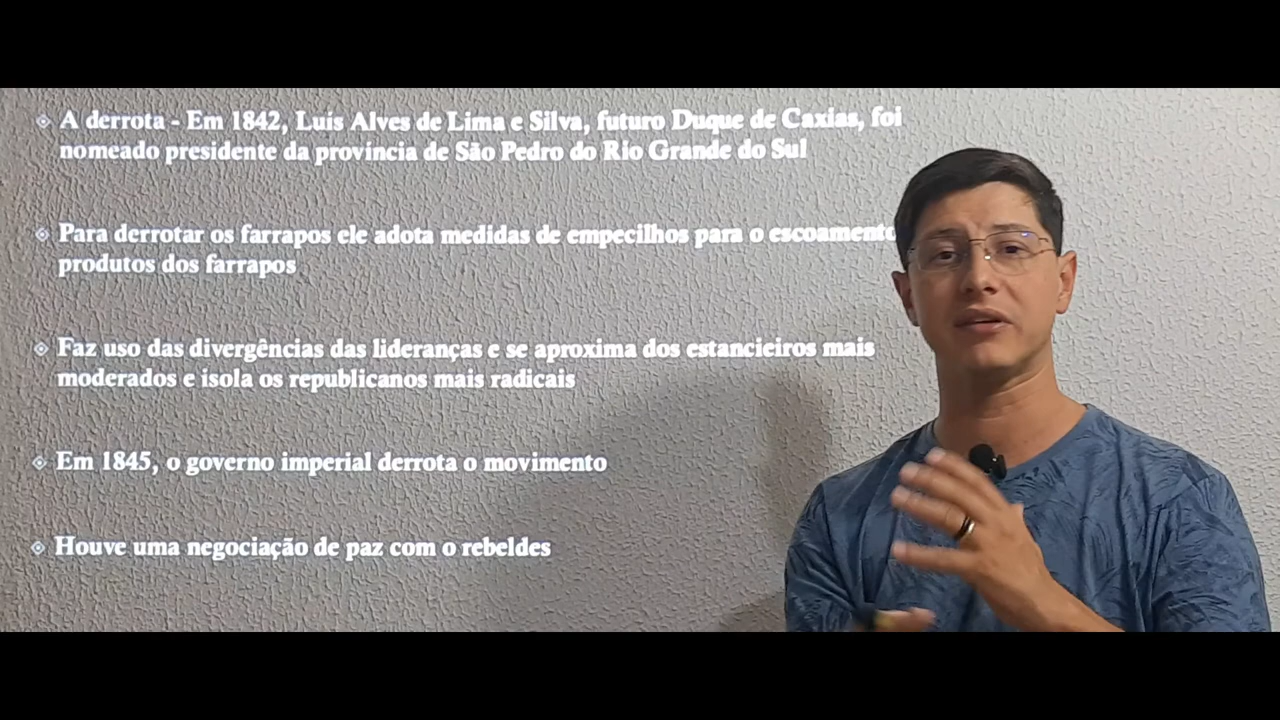 A derrota - Em 1842, Luís Alves de Lima e Silva, futuro Duque de Caxias, foi
nomeado presidente da província de São Pedro do Rio Grande do Sul
Para derrotar os farrapos ele adota medidas de empecilhos para o escoamento
produtos dos farrapos
Faz uso das divergências das lideranças e se aproxima dos estancieiros mais
moderados e isola os republicanos mais radicais
Em 1845, o governo imperial derrota o movimento
Houve uma negociação de paz com o rebeldes